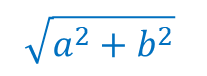 √(a² + b²)